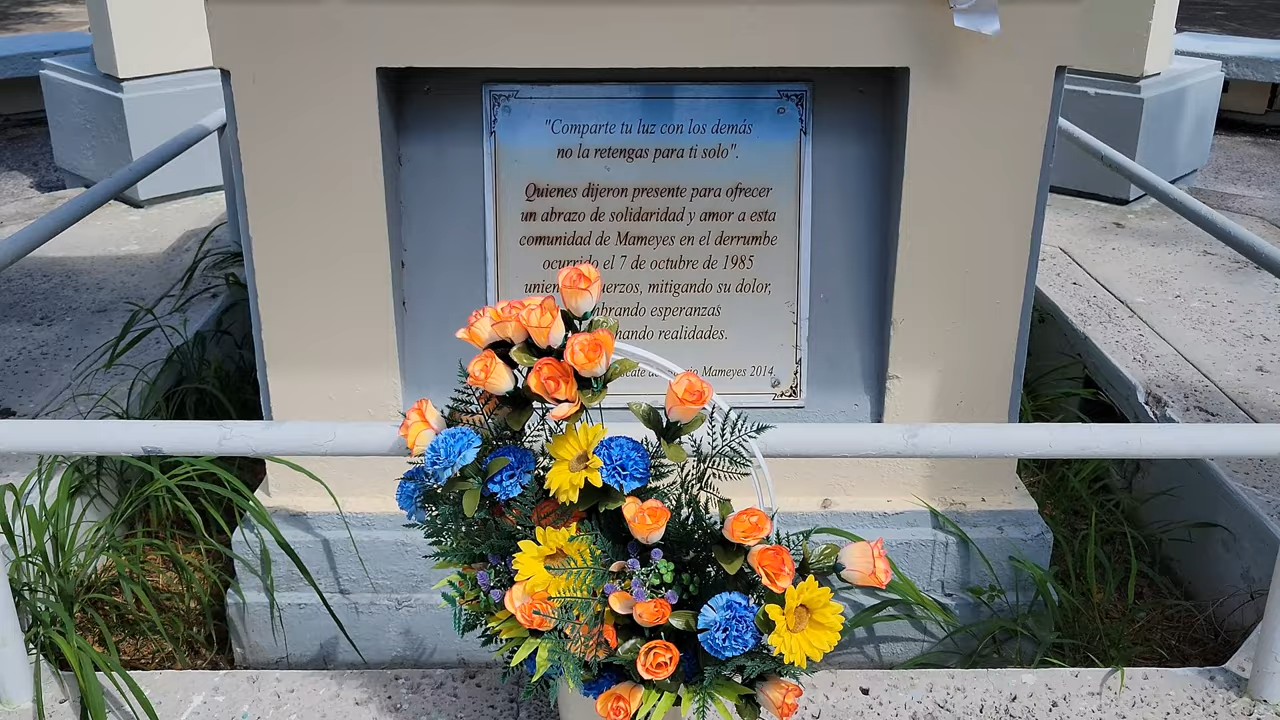 "Comparte tu luz con los demás
no la retengas para ti solo".
Quienes dijeron presente para ofrecer
un abrazo de solidaridad y amor a esta
comunidad de Mameyes en el derrumbe
ocurrido el 7 de octubre de 1985
su dolor, mitigando
esperanzas
realidades.
Mameyes 2014